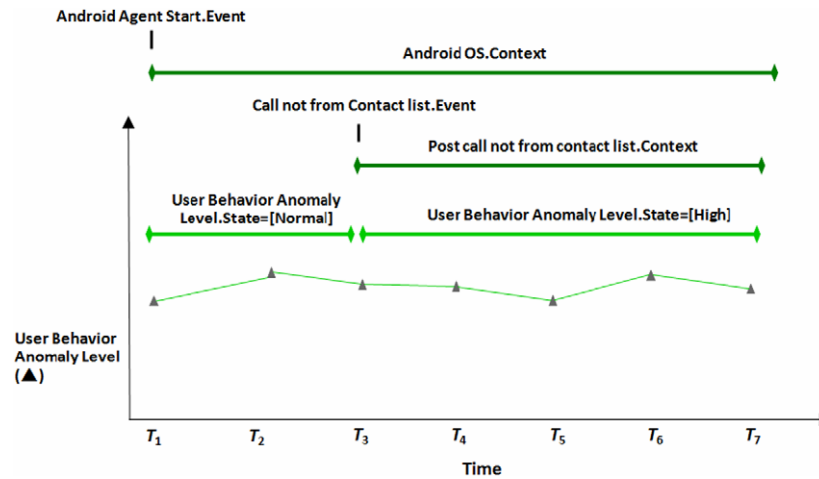 Android Agent Start.Event
Android OS.Context
Call not from Contact list.Event
Post call not from contact list.Context
User Behavior Anomaly
Level.State=[Normal]
User Behavior Anomaly Level.State=[High]
User Behavior
Anomaly Level
(▲)
T1 T2 T3 T4 T5 T6 T7
Time